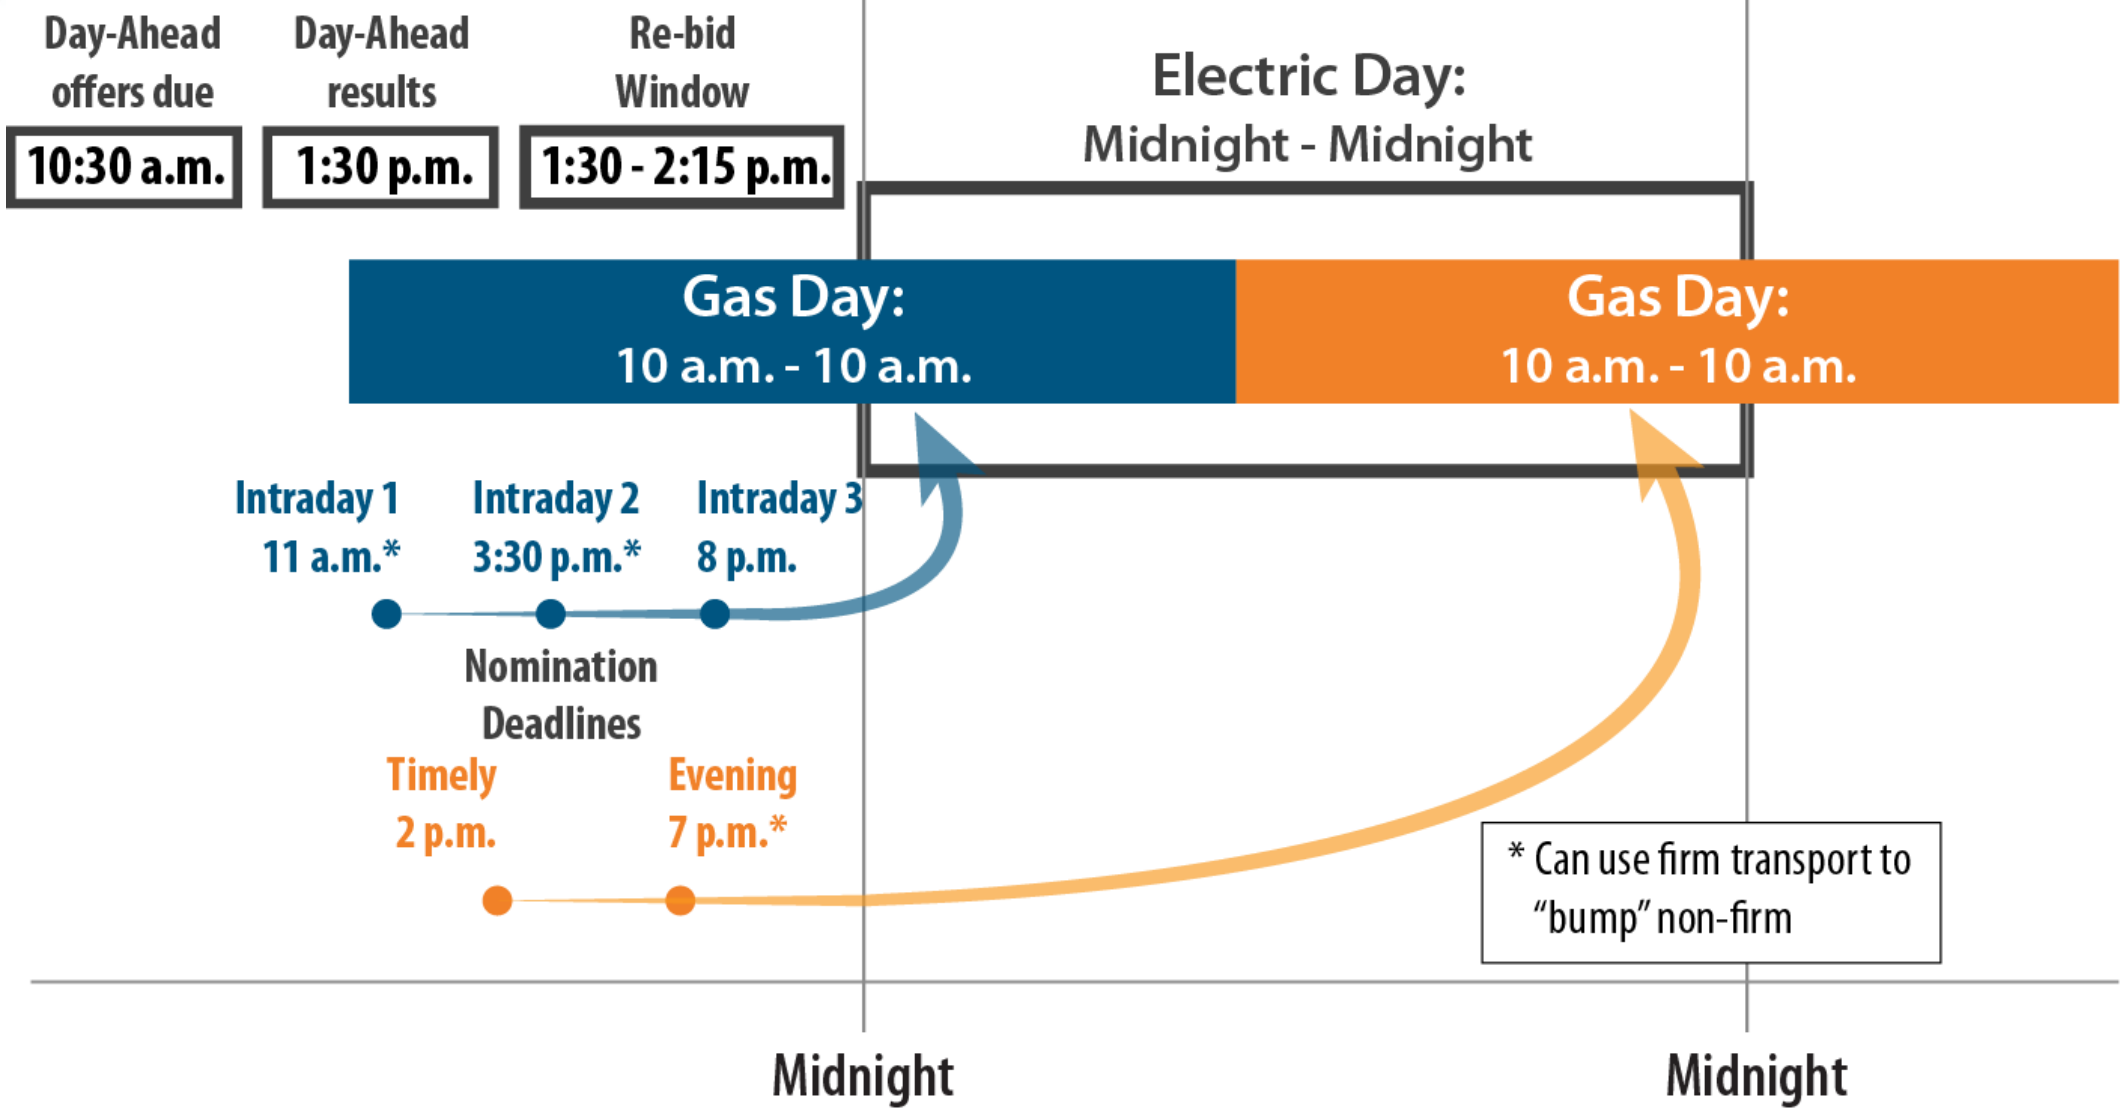 Day-Ahead
offers due
10:30 a.m.
Day-Ahead
results
1:30 p.m.
Re-bid
Window
1:30 - 2:15 p.m.
Electric Day:
Midnight - Midnight
Gas Day:
10 a.m. - 10 a.m.
Gas Day:
10 a.m. - 10 a.m.
Intraday 1
11 a.m.*
Intraday 2
3:30 p.m.*
Intraday 3
8 p.m.
Nomination
Deadlines
Timely
2 p.m.
Evening
7 p.m.*
* Can use firm transport to
“bump” non-firm
Midnight
Midnight